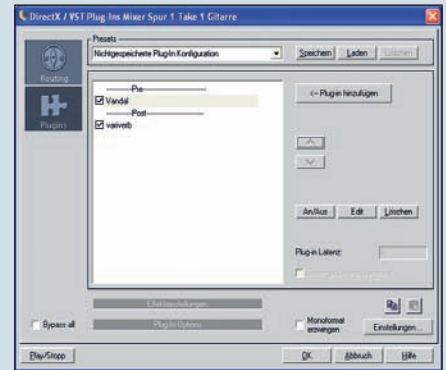 DirectX / VST Plug-Ins Mixer Spur 1 Take 1 Gitarre
Presets
Nichtgespeicherte Plug-In Konfiguration
Speichern Laden Löschen
Routing
Plugins
Pre
Vandal
Post
variverb
<- Plug-in hinzufügen
An/Aus Edit Löschen
Plug-in Latenz:
Effekteinstellungen
Plug-in Options
Bypass all
Monoformat erzwingen
Einstellungen...
Play/Stopp
OK Abbruch Hilfe